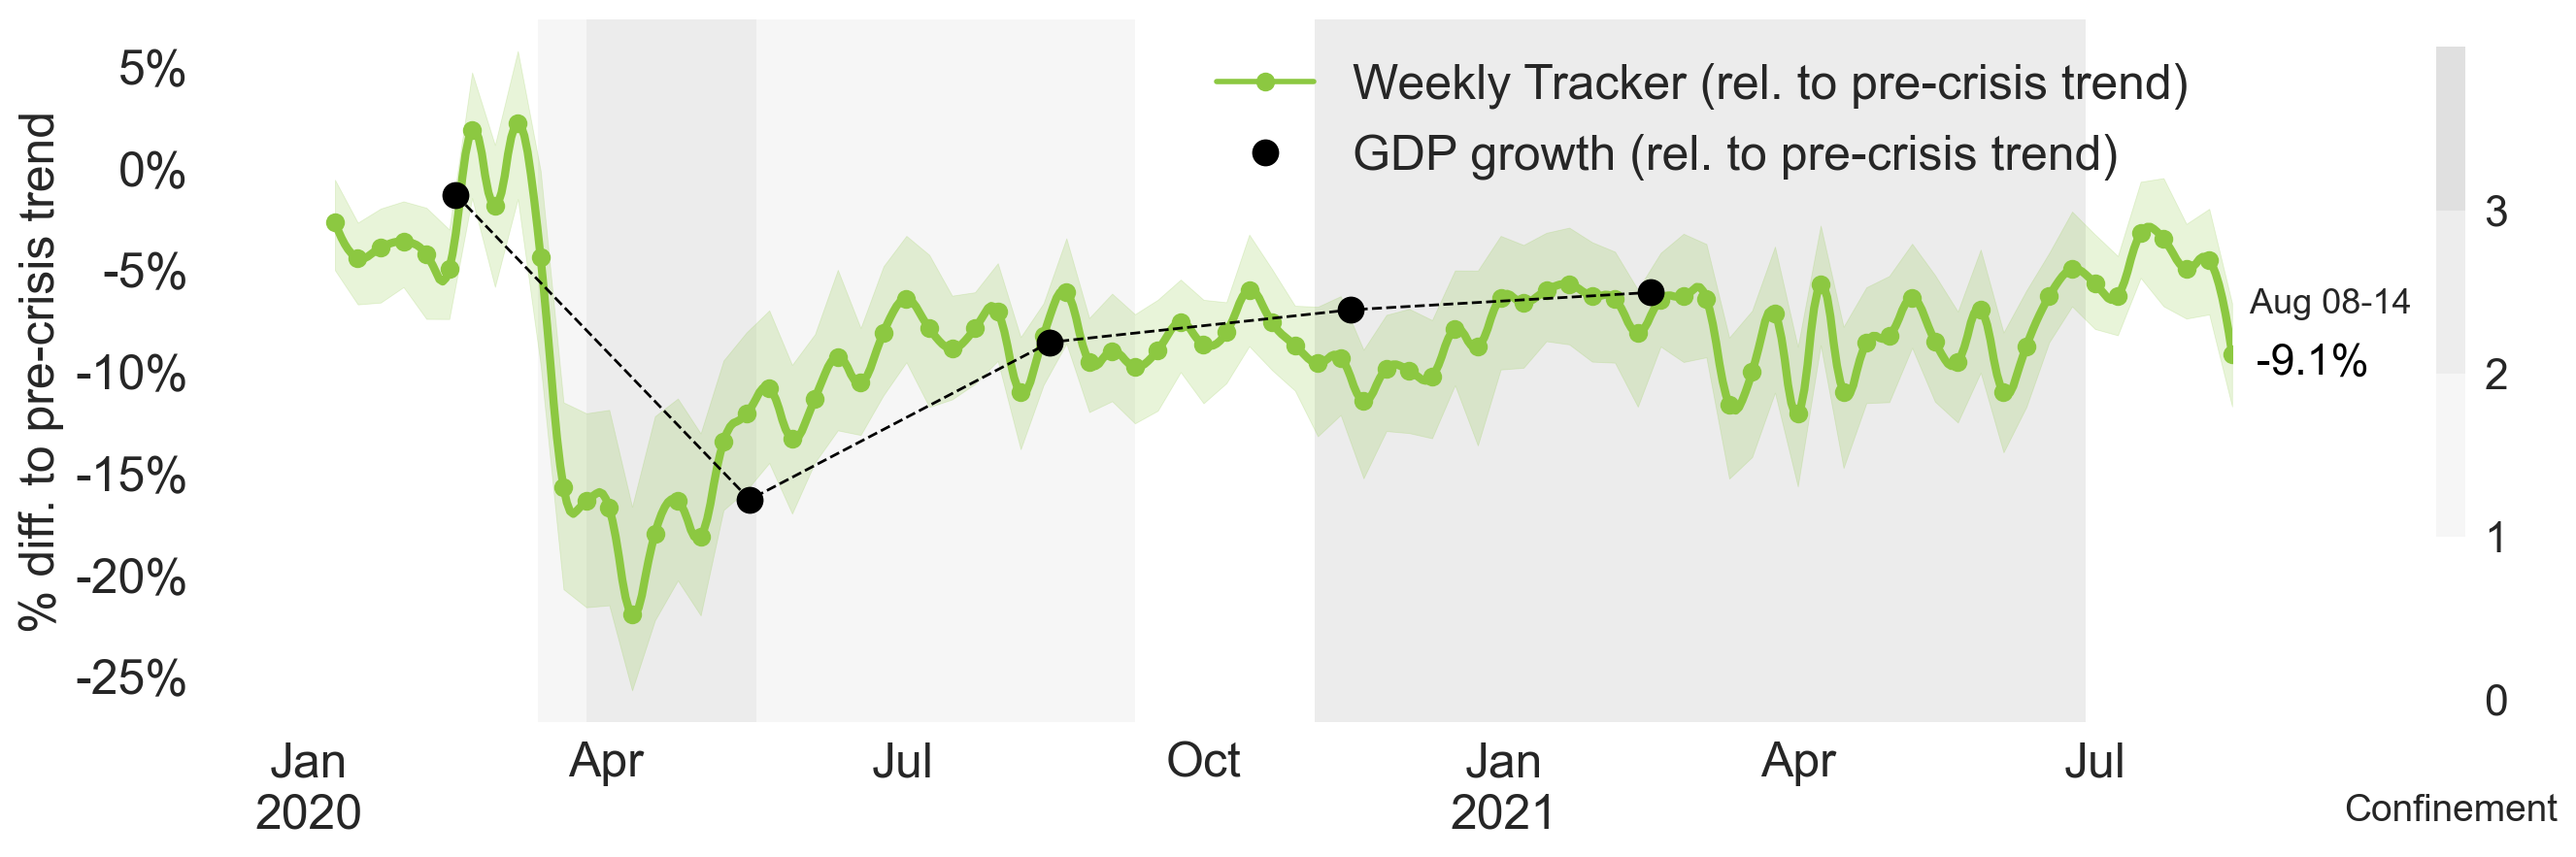 % diff. to pre-crisis trend
5%
0%
-5%
-10%
-15%
-20%
-25%
Weekly Tracker (rel. to pre-crisis trend)
GDP growth (rel. to pre-crisis trend)
Aug 08-14
-9.1%
3
2
1
0
Jan Apr Jul Oct Jan Apr Jul
2020 2021
Confinement